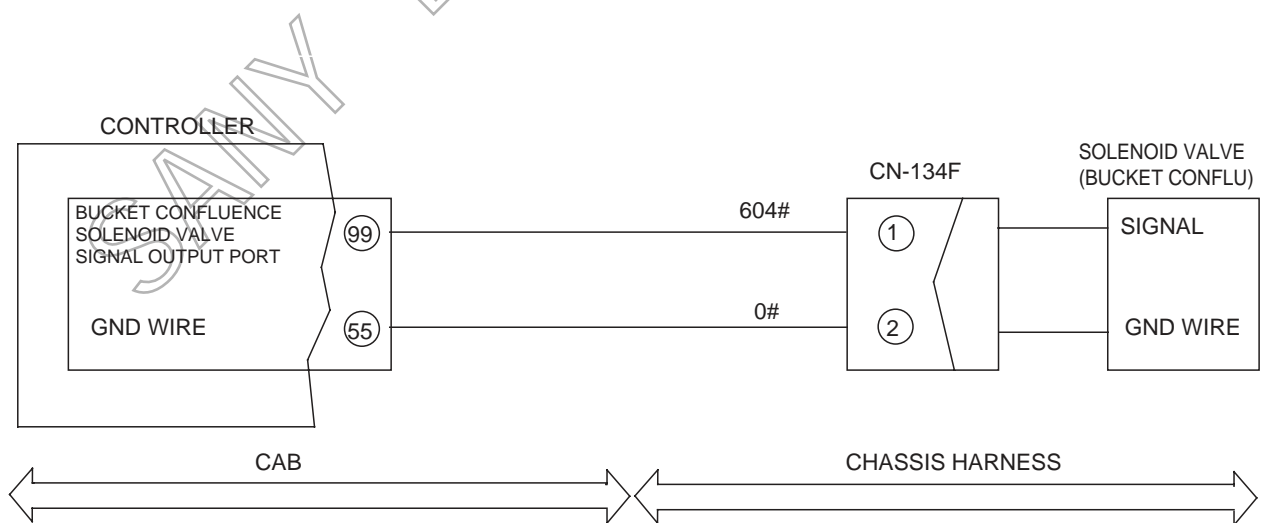 CONTROLLER
BUCKET CONFLUENCE
SOLENOID VALVE
SIGNAL OUTPUT PORT
99
GND WIRE
55
604#
0#
CN-134F
1
2
SOLENOID VALVE
(BUCKET CONFLU)
SIGNAL
GND WIRE
CAB
CHASSIS HARNESS
SANY